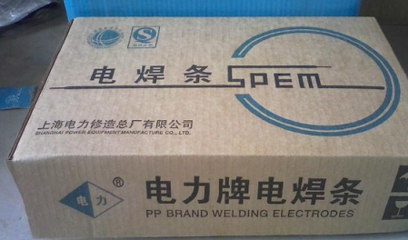 电焊条 SPEM
上海电力修造总厂有限公司
SHANGHAI POWER EQUIPMENT MANUFACTURE CO., LTD.
电力 ®
电力牌电焊条
PP BRAND WELDING ELECTRODES